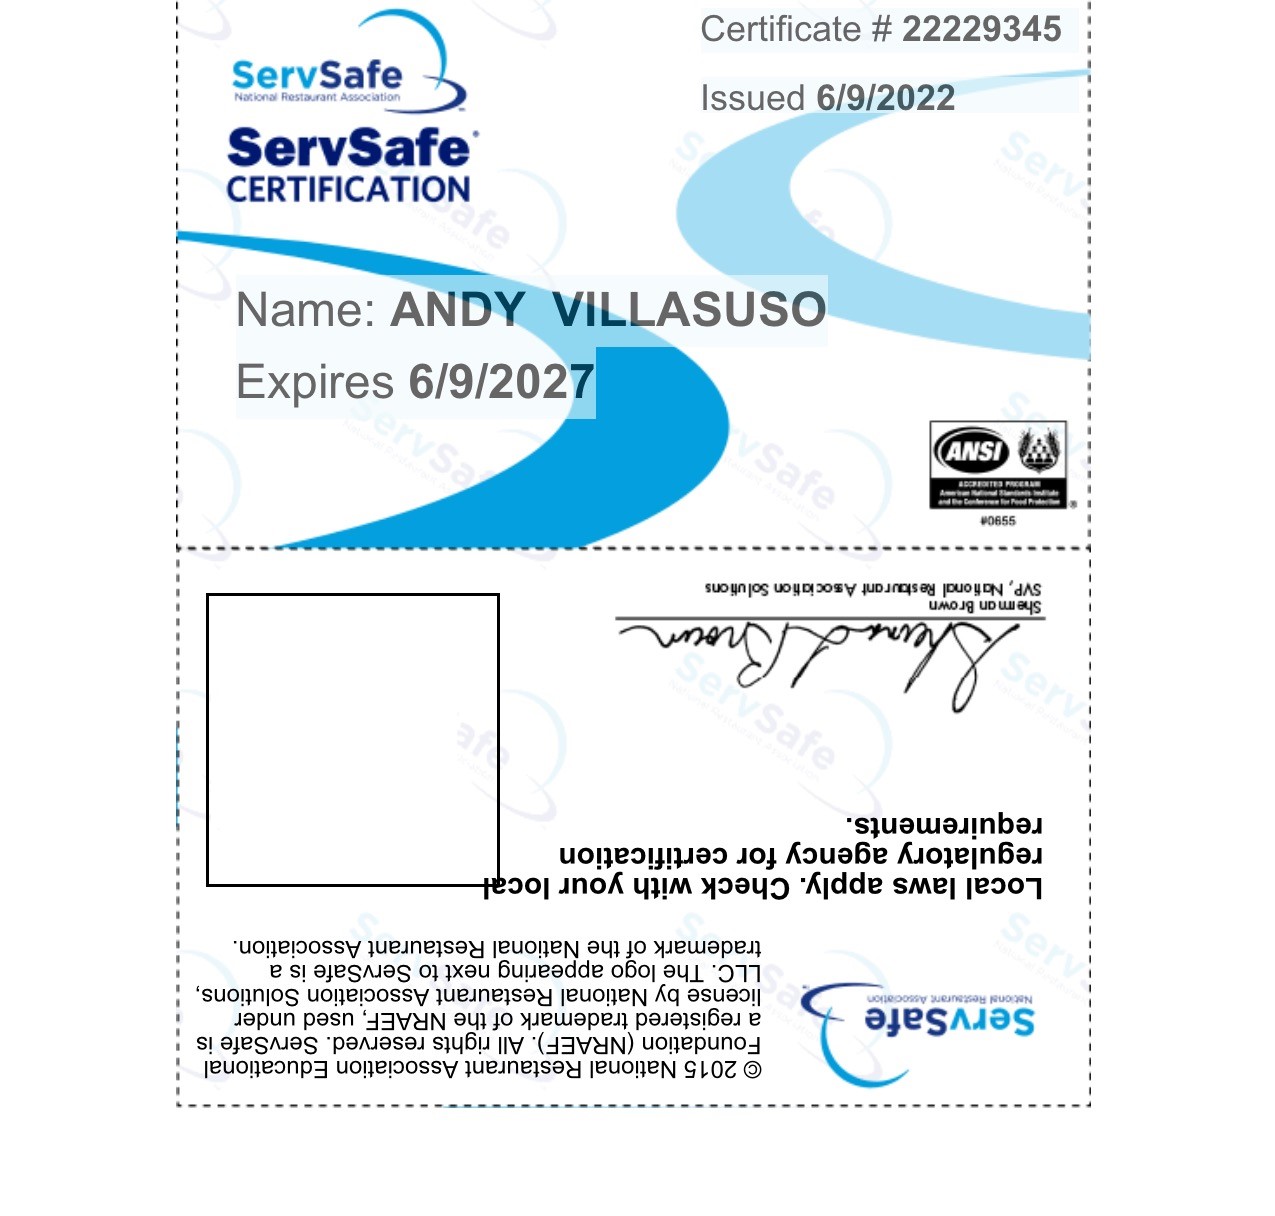 Certificate # 22229345
ServSafe
National Restaurant Association
Issued 6/9/2022
ServSafe®
CERTIFICATION
Name: ANDY VILLASUSO
Expires 6/9/2027
ANSI
ACCREDITED PROGRAM
American National Standards Institute
and the Conference for Food Protection
®
#0655
© 2015 National Restaurant Association Educational
Foundation (NRAEF). All rights reserved. ServSafe is
a registered trademark of the NRAEF, used under
license by National Restaurant Association Solutions,
LLC. The logo appearing next to ServSafe is a
trademark of the National Restaurant Association.
ServSafe
National Restaurant Association
Local laws apply. Check with your local
regulatory agency for certification
requirements.
Sherman Brown
Sherman Brown
SVP, National Restaurant Association Solutions